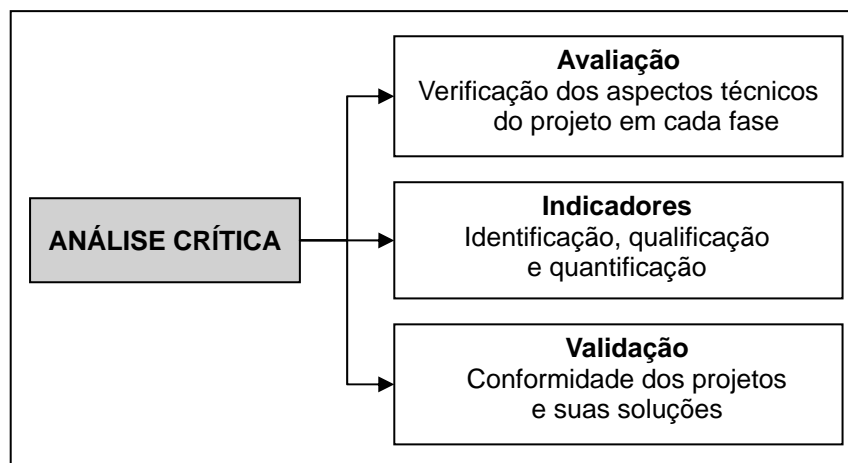 Avaliação
Verificação dos aspectos técnicos
do projeto em cada fase
ANÁLISE CRÍTICA
Indicadores
Identificação, qualificação
e quantificação
Validação
Conformidade dos projetos
e suas soluções